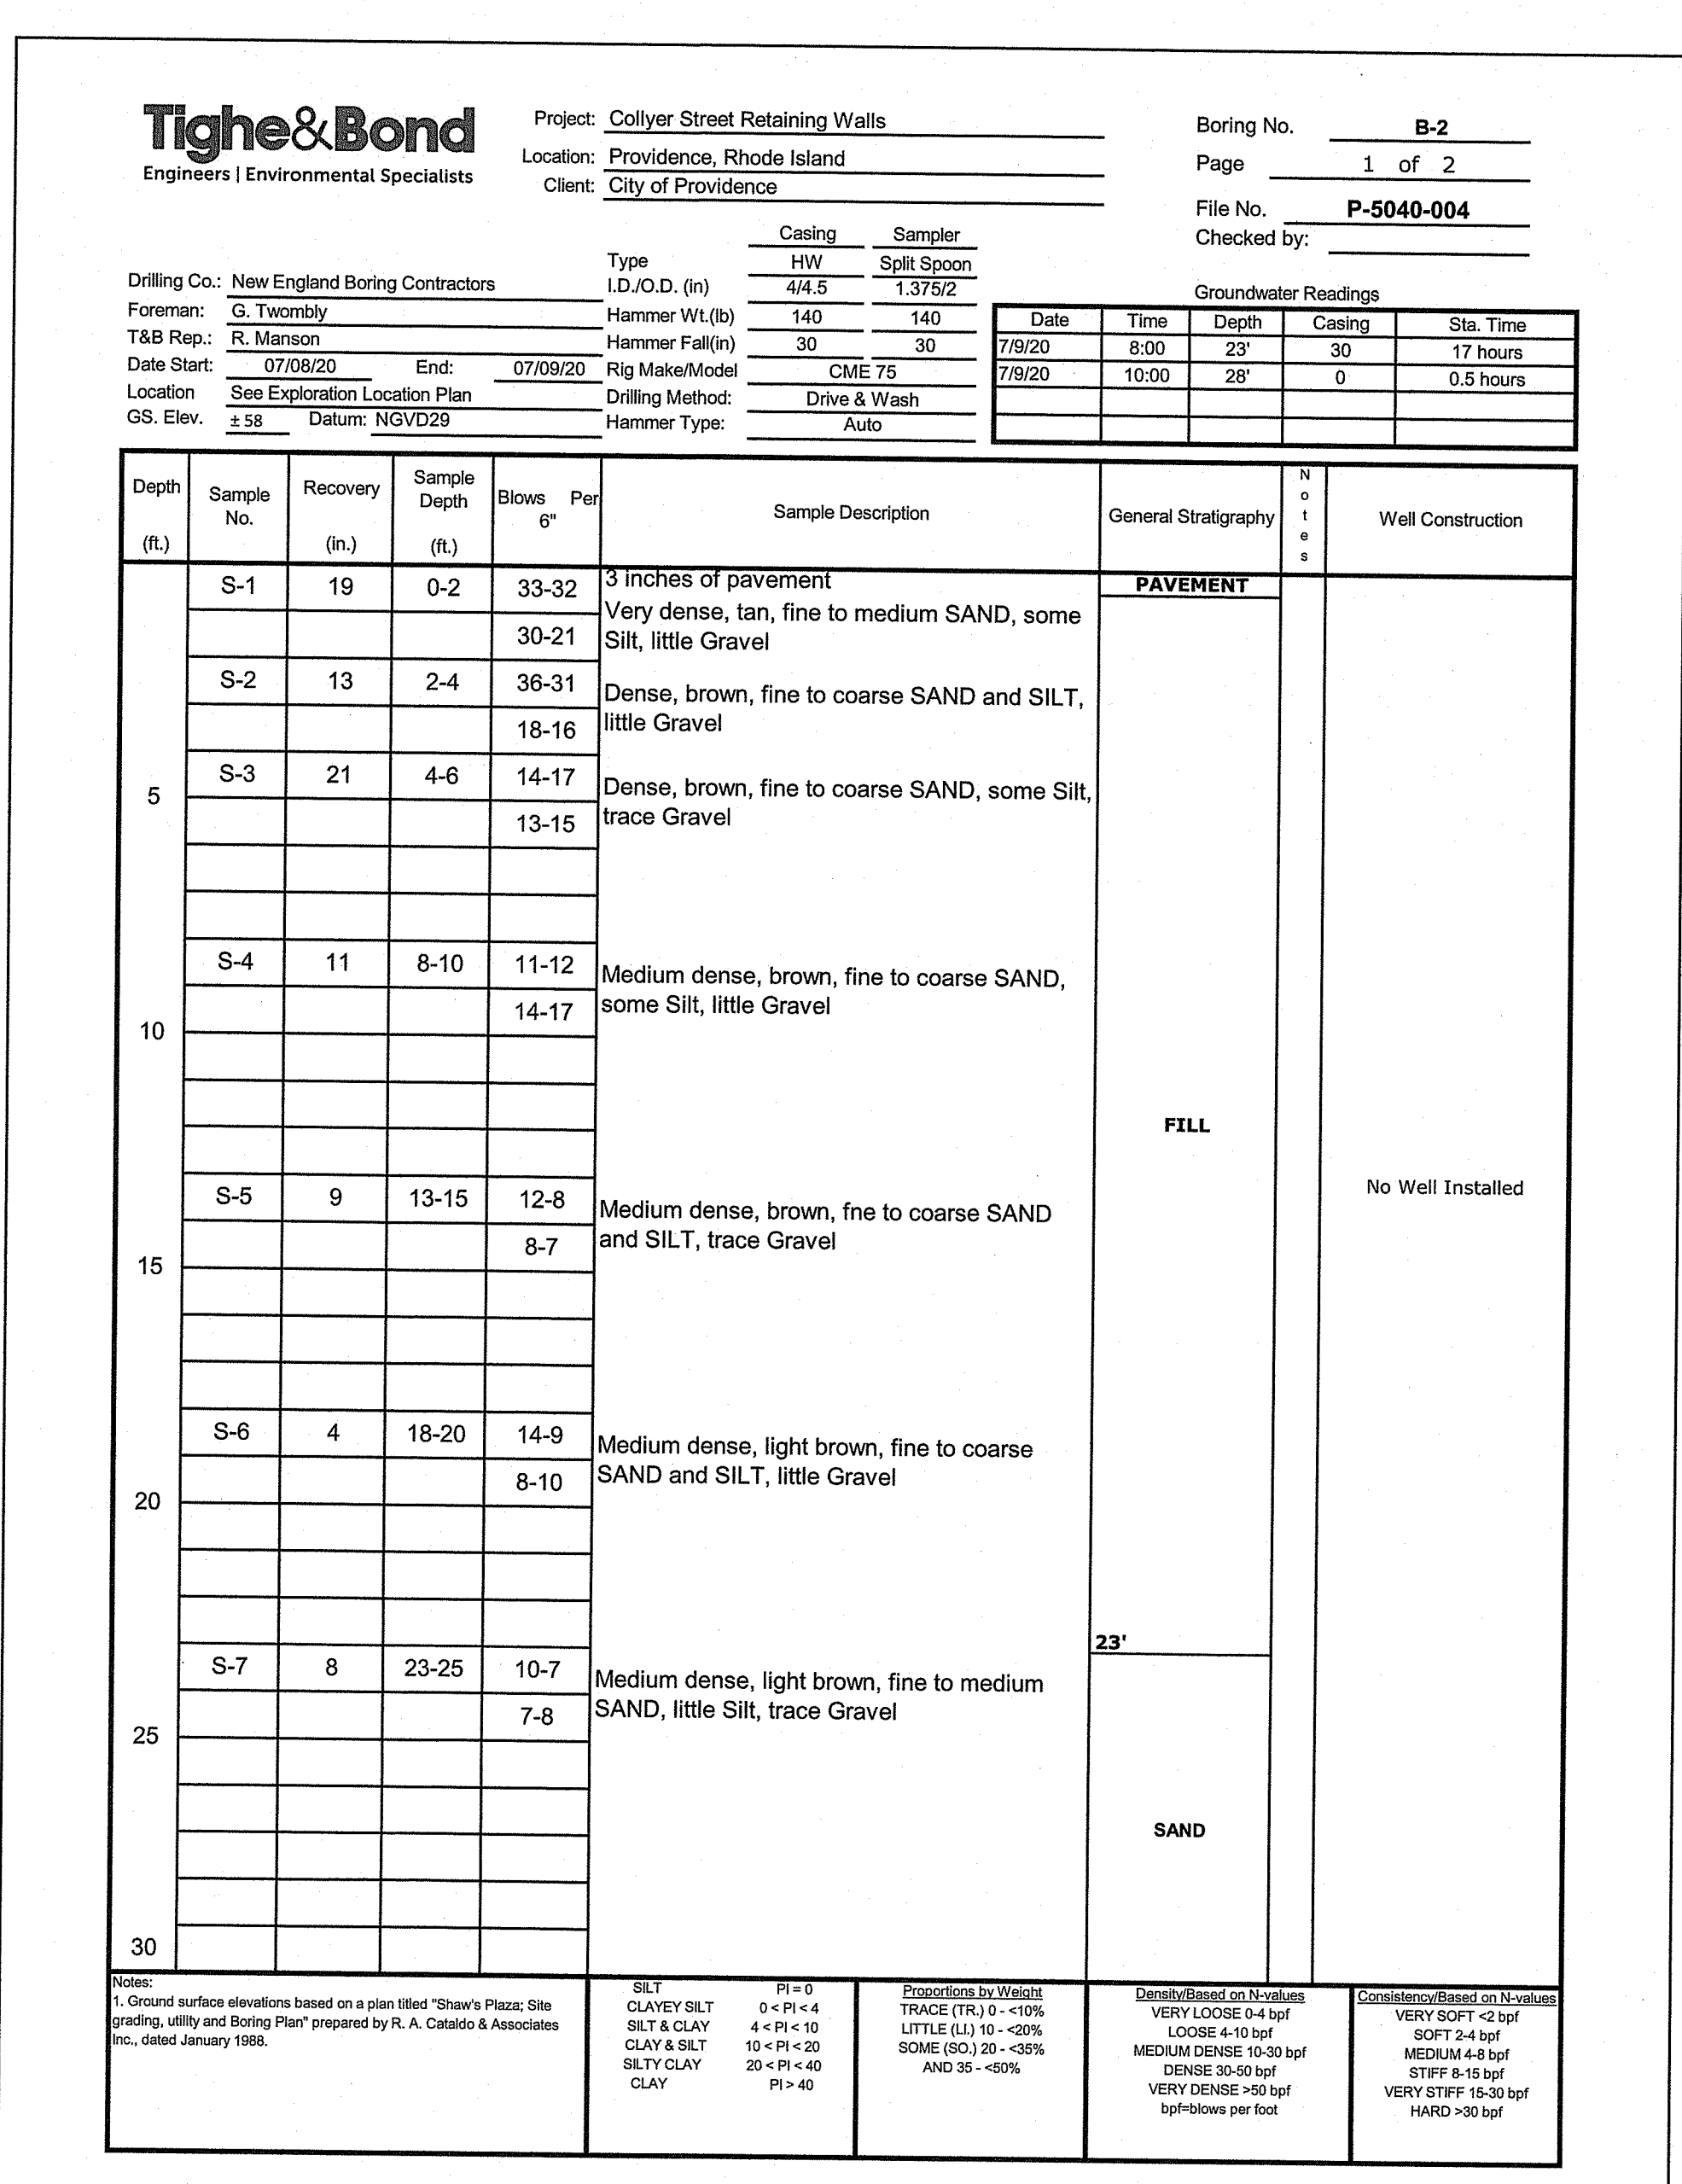 Tighe&Bond
Engineers | Environmental Specialists
Project: Collyer Street Retaining Walls
Location: Providence, Rhode Island
Client: City of Providence
Boring No. B-2
Page 1 of 2
File No. P-5040-004
Checked by:
Drilling Co.: New England Boring Contractors
Foreman: G. Twombly
T&B Rep.: R. Manson
Date Start: 07/08/20 End: 07/09/20
Location See Exploration Location Plan
GS. Elev. ± 58 Datum: NGVD29
Casing Sampler
Type HW Split Spoon
I.D./O.D. (in) 4/4.5 1.375/2
Hammer Wt.(lb) 140 140
Hammer Fall(in) 30 30
Rig Make/Model CME 75
Drilling Method: Drive & Wash
Hammer Type: Auto
Groundwater Readings
Date Time Depth Casing Sta. Time
7/9/20 8:00 23' 30 17 hours
7/9/20 10:00 28' 0 0.5 hours
Depth (ft.) Sample No. Recovery (in.) Sample Depth (ft.) Blows Per 6" Sample Description General Stratigraphy Notes Well Construction
S-1 19 0-2 33-32 3 inches of pavement PAVEMENT
Very dense, tan, fine to medium SAND, some
30-21 Silt, little Gravel
S-2 13 2-4 36-31 Dense, brown, fine to coarse SAND and SILT,
18-16 little Gravel
S-3 21 4-6 14-17 Dense, brown, fine to coarse SAND, some Silt,
5 13-15 trace Gravel
S-4 11 8-10 11-12 Medium dense, brown, fine to coarse SAND,
14-17 some Silt, little Gravel
10
FILL
No Well Installed
S-5 9 13-15 12-8 Medium dense, brown, fne to coarse SAND
8-7 and SILT, trace Gravel
15
S-6 4 18-20 14-9 Medium dense, light brown, fine to coarse
8-10 SAND and SILT, little Gravel
20
23'
S-7 8 23-25 10-7 Medium dense, light brown, fine to medium
7-8 SAND, little Silt, trace Gravel
25
SAND
30
Notes:
1. Ground surface elevations based on a plan titled "Shaw's Plaza; Site
grading, utility and Boring Plan" prepared by R. A. Cataldo & Associates
Inc., dated January 1988.
SILT PI = 0
CLAYEY SILT 0 < PI < 4
SILT & CLAY 4 < PI < 10
CLAY & SILT 10 < PI < 20
SILTY CLAY 20 < PI < 40
CLAY PI > 40
Proportions by Weight
TRACE (TR.) 0 - <10%
LITTLE (LI.) 10 - <20%
SOME (SO.) 20 - <35%
AND 35 - <50%
Density/Based on N-values
VERY LOOSE 0-4 bpf
LOOSE 4-10 bpf
MEDIUM DENSE 10-30 bpf
DENSE 30-50 bpf
VERY DENSE >50 bpf
bpf=blows per foot
Consistency/Based on N-values
VERY SOFT <2 bpf
SOFT 2-4 bpf
MEDIUM 4-8 bpf
STIFF 8-15 bpf
VERY STIFF 15-30 bpf
HARD >30 bpf